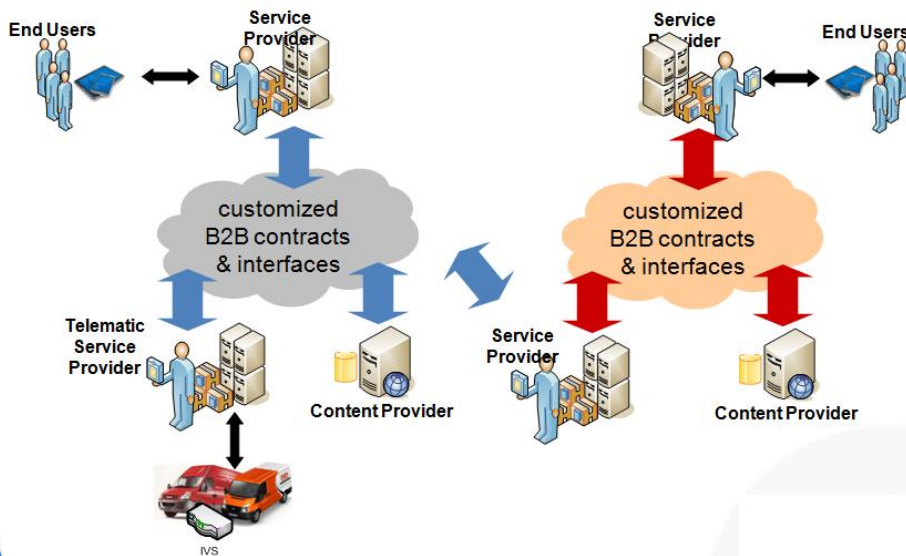 End Users
Service
Provider
Service
Provider
End Users
customized
B2B contracts
& interfaces
customized
B2B contracts
& interfaces
Telematic
Service
Provider
Content Provider
Service
Provider
Content Provider
IVS